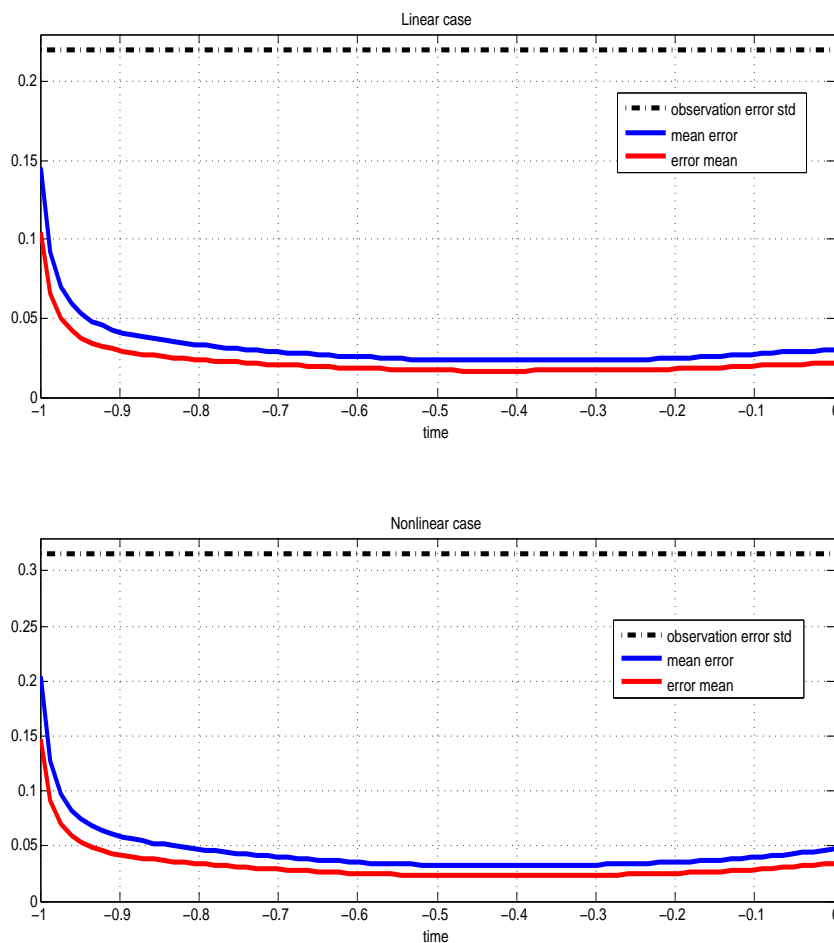 Linear case
0.2
0.15
0.1
0.05
0
observation error std
mean error
error mean
−1 −0.9 −0.8 −0.7 −0.6 −0.5 −0.4 −0.3 −0.2 −0.1 0
time
Nonlinear case
0.3
0.25
0.2
0.15
0.1
0.05
0
observation error std
mean error
error mean
−1 −0.9 −0.8 −0.7 −0.6 −0.5 −0.4 −0.3 −0.2 −0.1 0
time